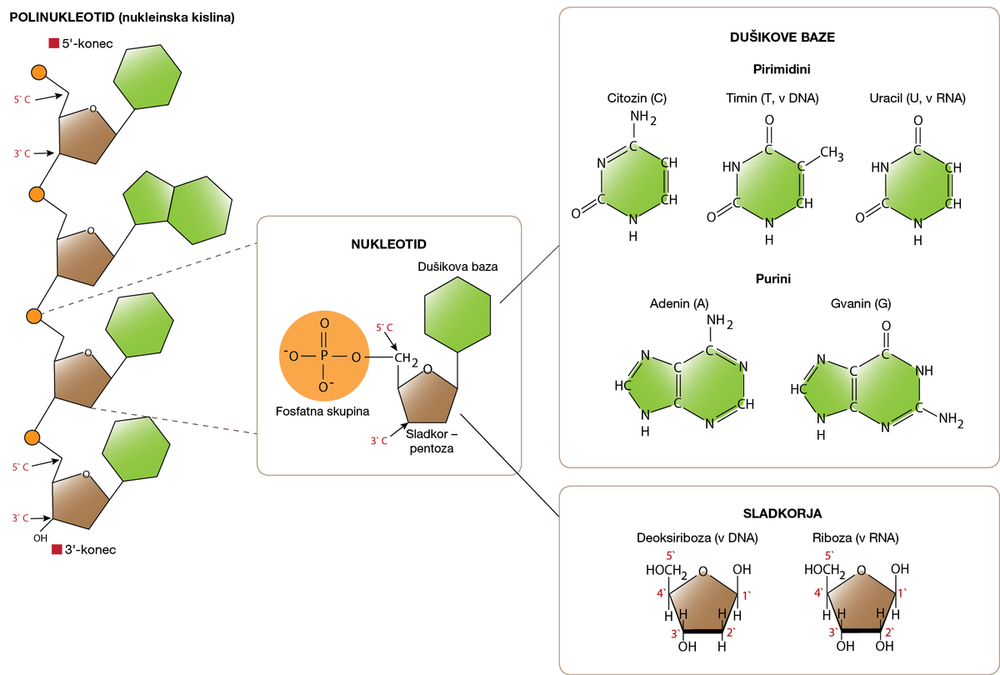 POLINUKLEOTID (nukleinska kislina)
5'-konec
5` C
O
3` C
O
O
5` C
O
3` C
OH
3'-konec
NUKLEOTID
Dušikova baza
5` C
O
⁻O P O CH₂
O⁻
O
Fosfatna skupina
3` C
Sladkor –
pentoza
DUŠIKOVE BAZE
Pirimidini
Citozin (C)
NH₂
C
N CH
C CH
O
N
H
Timin (T, v DNA)
O
C CH₃
HN C
C CH
O
N
H
Uracil (U, v RNA)
O
C
HN CH
C CH
O
N
H
Purini
Adenin (A)
NH₂
C
N C N
HC
C CH
N N
H
Gvanin (G)
O
C
N C NH
HC
C C NH₂
N N
H
SLADKORJA
Deoksiriboza (v DNA)
5`
HOCH₂ O OH
4` 1`
H H H H
3` 2`
OH H
Riboza (v RNA)
5`
HOCH₂ O OH
4` 1`
H H H H
3` 2`
OH OH